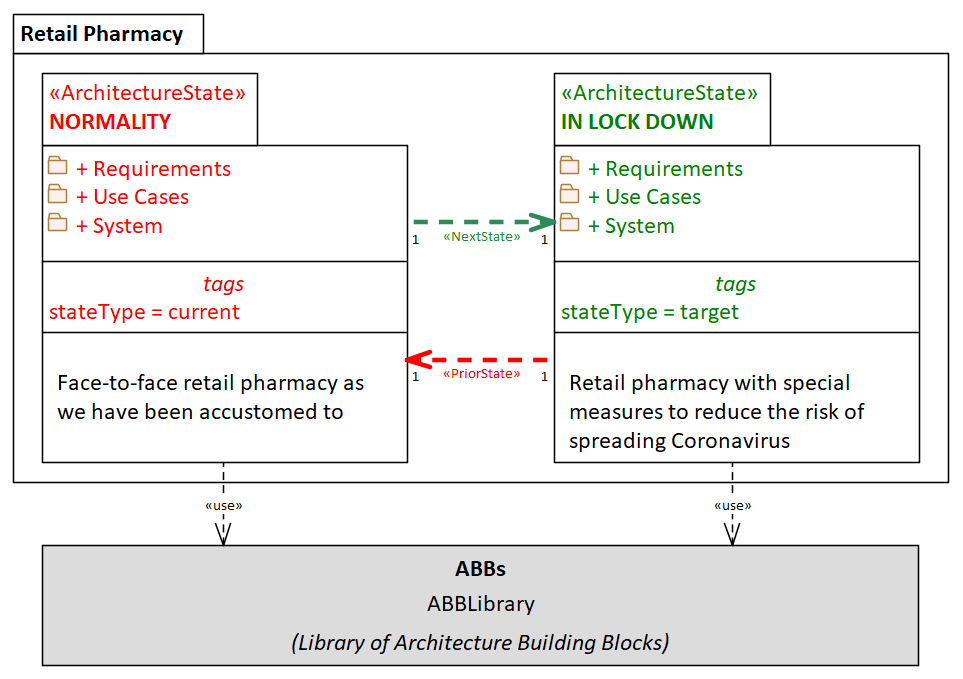 Retail Pharmacy
«ArchitectureState»
NORMALITY
+ Requirements
+ Use Cases
+ System
tags
stateType = current
Face-to-face retail pharmacy as
we have been accustomed to
«ArchitectureState»
IN LOCK DOWN
+ Requirements
+ Use Cases
+ System
tags
stateType = target
Retail pharmacy with special
measures to reduce the risk of
spreading Coronavirus
1 «NextState» 1
1 «PriorState» 1
«use»
«use»
ABBs
ABBLibrary
(Library of Architecture Building Blocks)